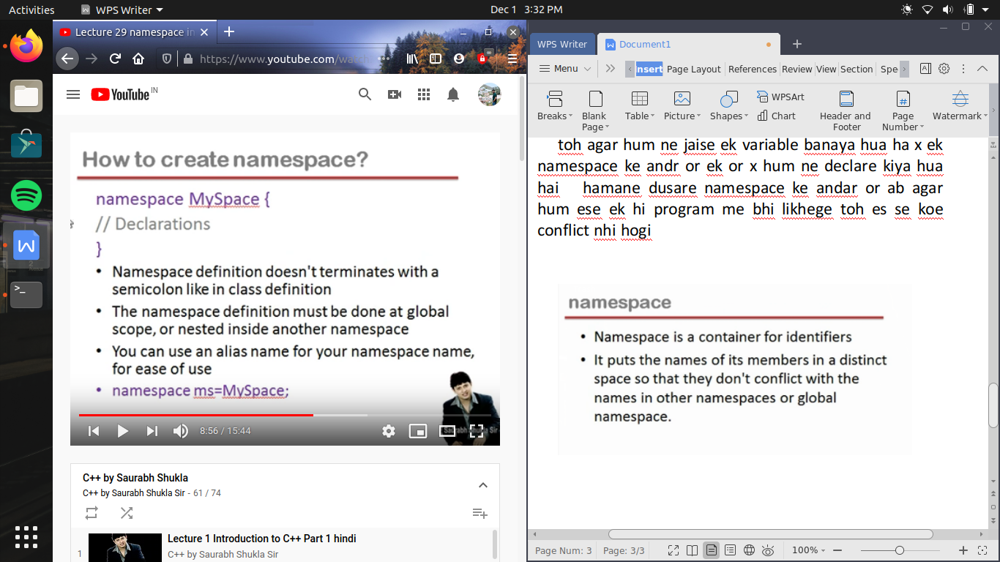 Activities
WPS Writer
Dec 1 3:32 PM
Lecture 29 namespace in
https://www.youtube.com/watc
YouTube IN
How to create namespace?
namespace MySpace {
// Declarations
}
• Namespace definition doesn't terminates with a
semicolon like in class definition
• The namespace definition must be done at global
scope, or nested inside another namespace
• You can use an alias name for your namespace name,
for ease of use
• namespace ms=MySpace;
8:56 / 15:44
Saurabh Shukla Sir
C++ by Saurabh Shukla
C++ by Saurabh Shukla Sir - 61 / 74
1
Lecture 1 Introduction to C++ Part 1 hindi
C++ by Saurabh Shukla Sir
WPS Writer
Document1
Menu
Insert Page Layout References Review View Section Spe
Breaks
Blank
Page
Table
Picture
Shapes
WPSArt
Chart
Header and
Footer
Page
Number
Watermark
toh agar hum ne jaise ek variable banaya hua ha x ek
namespace ke andr or ek or x hum ne declare kiya hua
hai hamane dusare namespace ke andar or ab agar
hum ese ek hi program me bhi likhege toh es se koe
conflict nhi hogi
namespace
• Namespace is a container for identifiers
• It puts the names of its members in a distinct
space so that they don't conflict with the
names in other namespaces or global
namespace.
Page Num: 3 Page: 3/3
100%